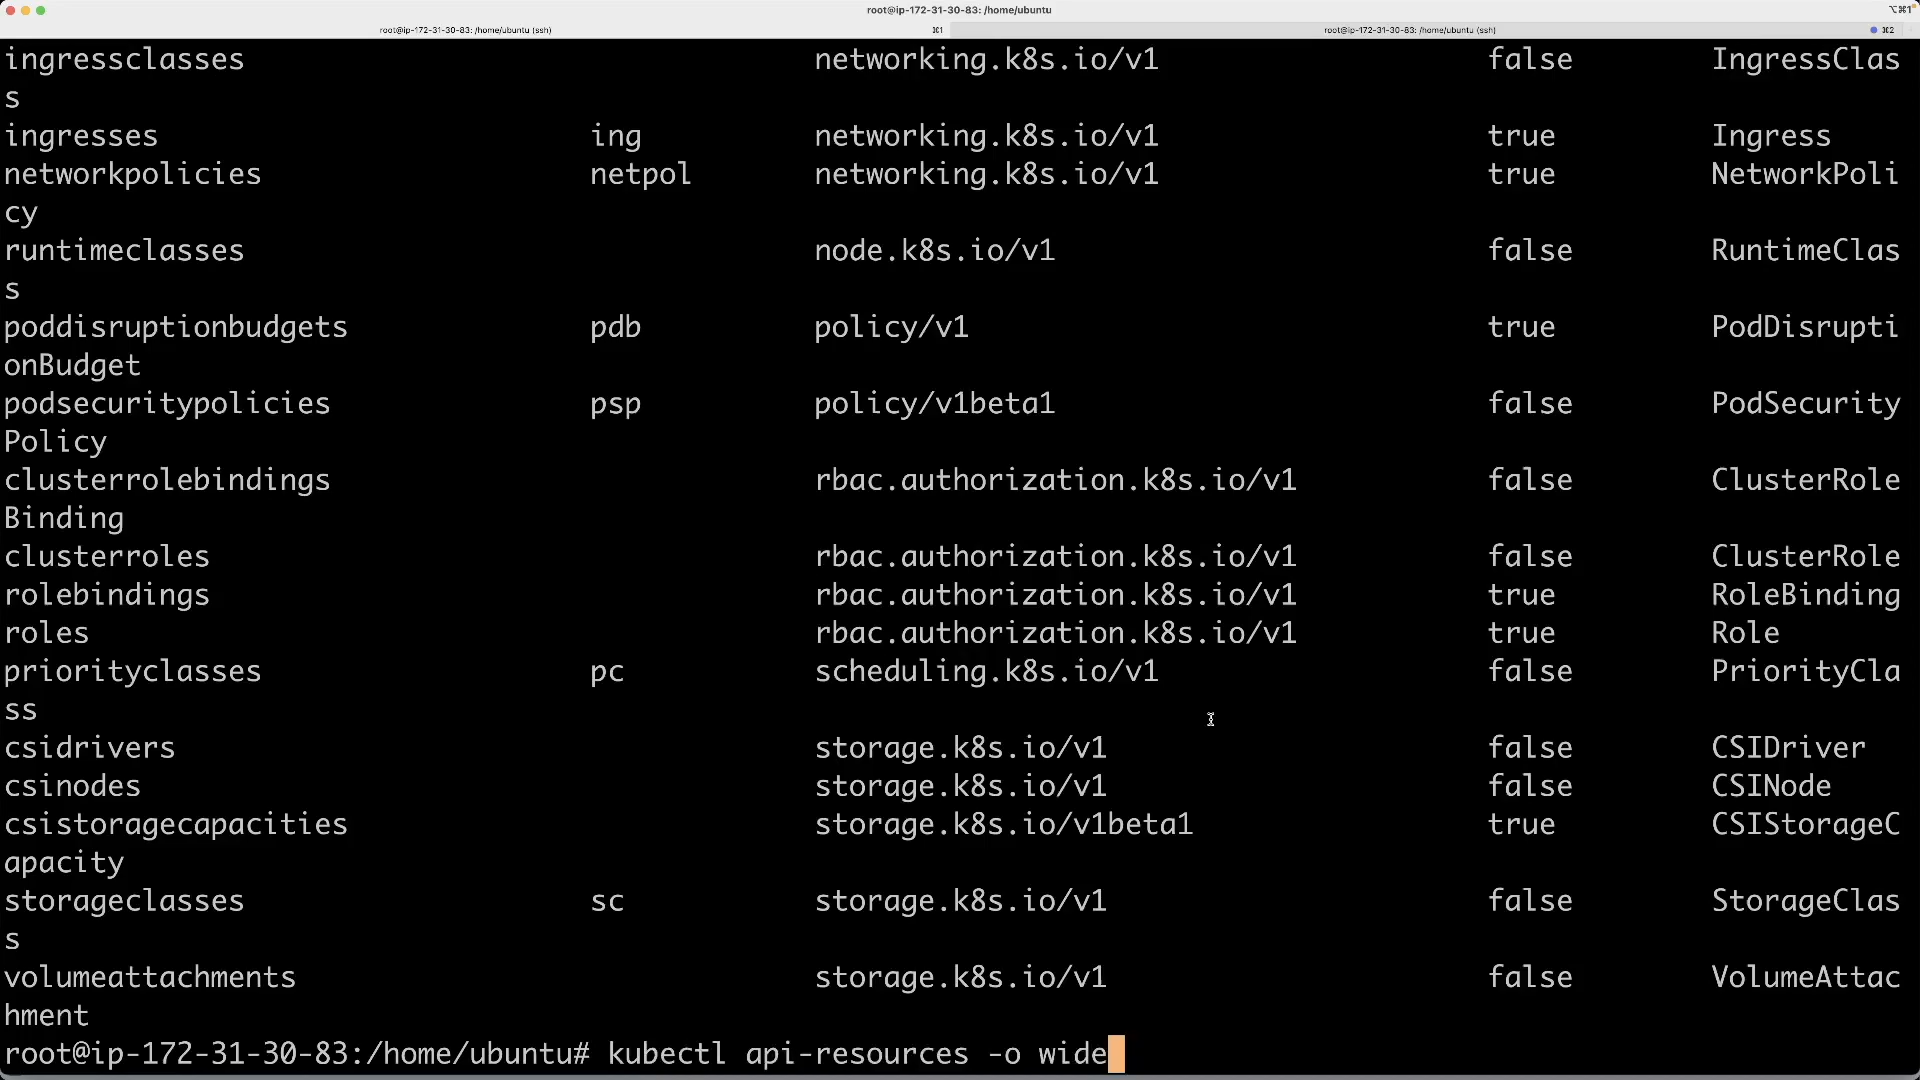 root@ip-172-31-30-83: /home/ubuntu
⌥⌘1
root@ip-172-31-30-83: /home/ubuntu (ssh) ⌘1 root@ip-172-31-30-83: /home/ubuntu (ssh) ⌘2
ingressclasses networking.k8s.io/v1 false IngressClas
s
ingresses ing networking.k8s.io/v1 true Ingress
networkpolicies netpol networking.k8s.io/v1 true NetworkPoli
cy
runtimeclasses node.k8s.io/v1 false RuntimeClas
s
poddisruptionbudgets pdb policy/v1 true PodDisrupti
onBudget
podsecuritypolicies psp policy/v1beta1 false PodSecurity
Policy
clusterrolebindings rbac.authorization.k8s.io/v1 false ClusterRole
Binding
clusterroles rbac.authorization.k8s.io/v1 false ClusterRole
rolebindings rbac.authorization.k8s.io/v1 true RoleBinding
roles rbac.authorization.k8s.io/v1 true Role
priorityclasses pc scheduling.k8s.io/v1 false PriorityCla
ss
csidrivers storage.k8s.io/v1 false CSIDriver
csinodes storage.k8s.io/v1 false CSINode
csistoragecapacities storage.k8s.io/v1beta1 true CSIStorageC
apacity
storageclasses sc storage.k8s.io/v1 false StorageClas
s
volumeattachments storage.k8s.io/v1 false VolumeAttac
hment
root@ip-172-31-30-83:/home/ubuntu# kubectl api-resources -o wide